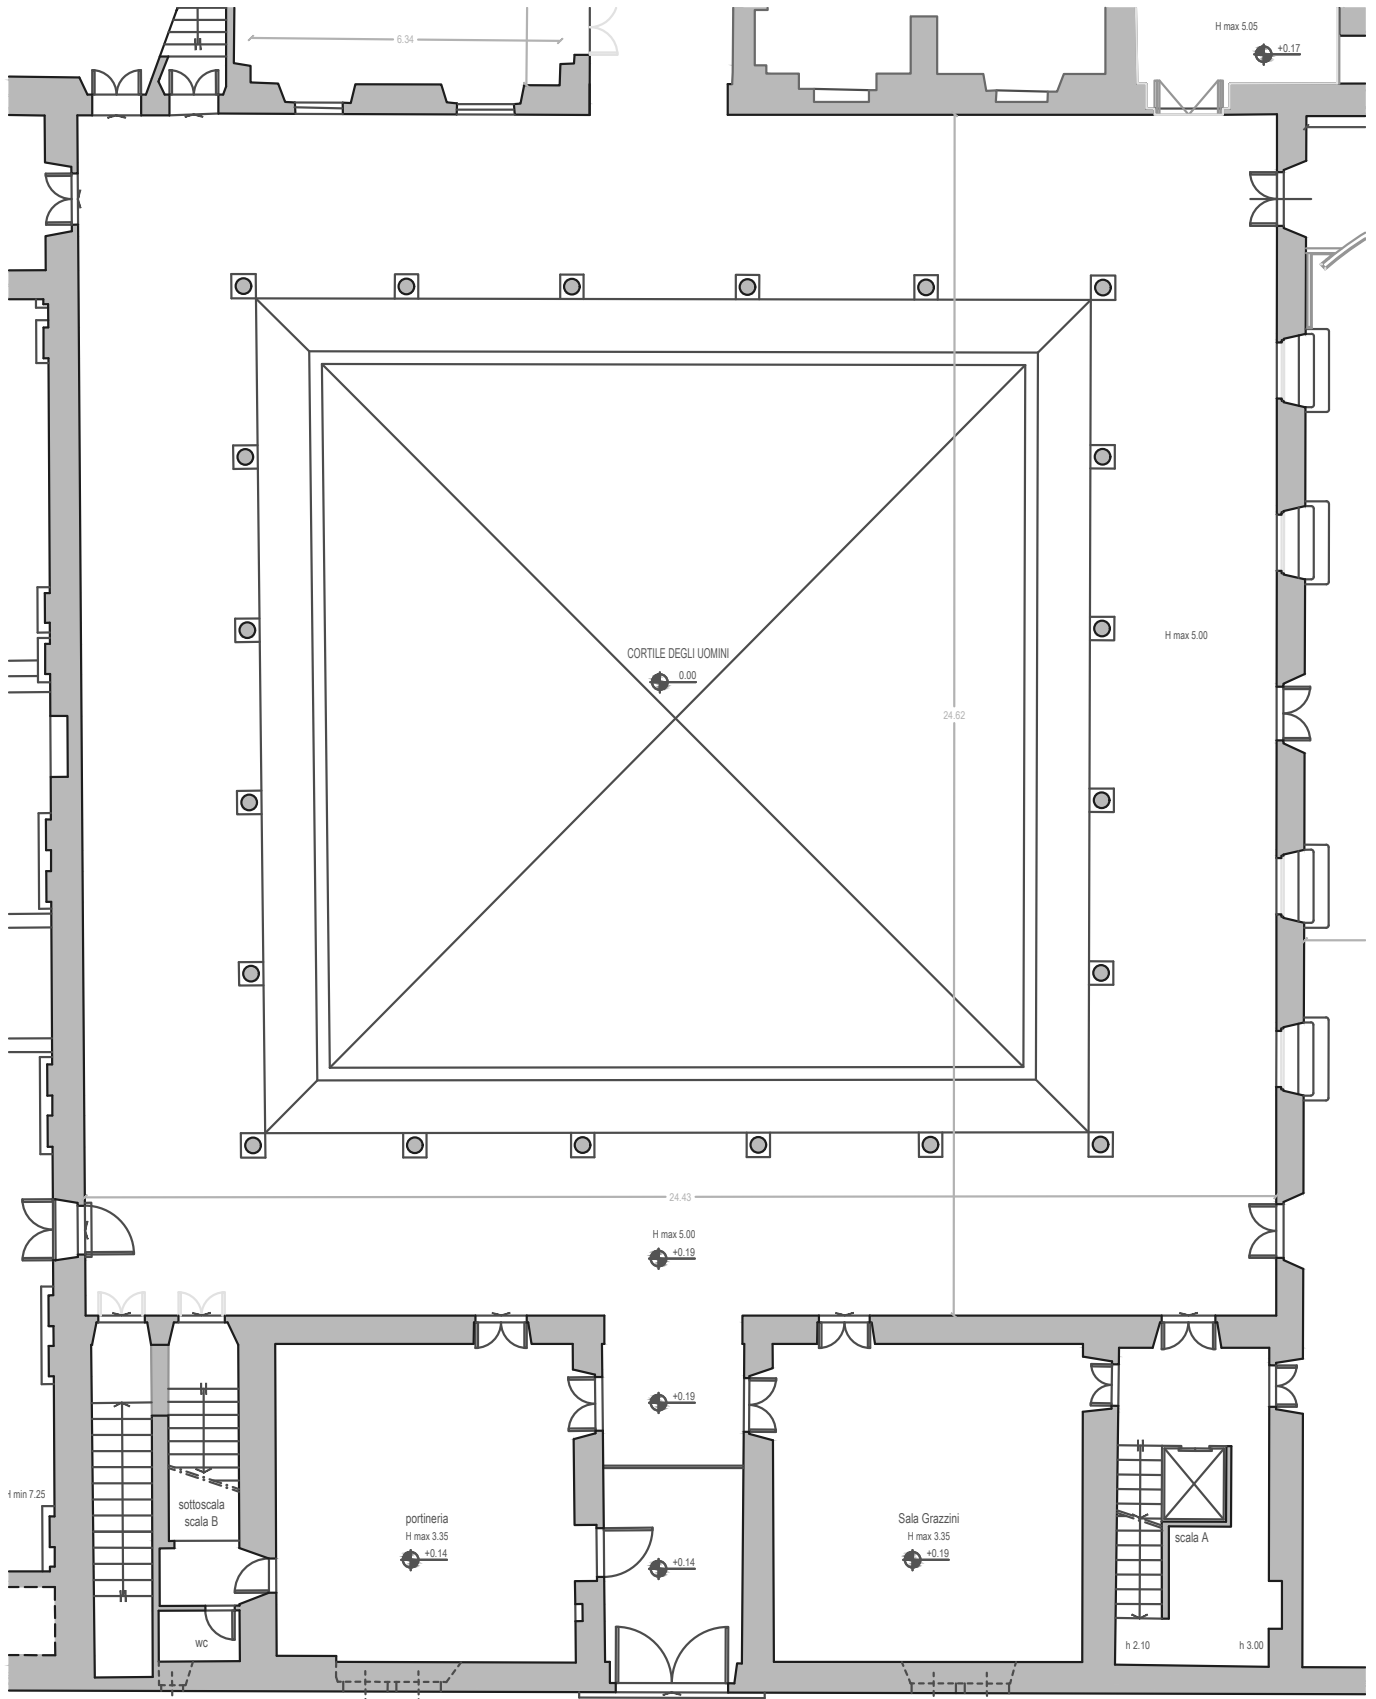 H max 5.05
+0.17
6.34
CORTILE DEGLI UOMINI
0.00
H max 5.00
24.62
24.43
H max 5.00
+0.19
+0.19
H min 7.25
sottoscala
scala B
portineria
H max 3.35
+0.14
+0.14
Sala Grazzini
H max 3.35
+0.19
scala A
wc
h 2.10
h 3.00